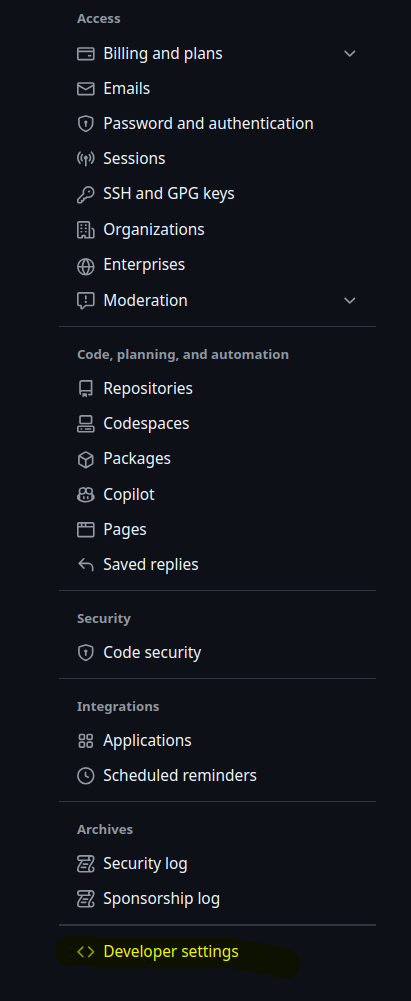 Access
Billing and plans
Emails
Password and authentication
Sessions
SSH and GPG keys
Organizations
Enterprises
Moderation
Code, planning, and automation
Repositories
Codespaces
Packages
Copilot
Pages
Saved replies
Security
Code security
Integrations
Applications
Scheduled reminders
Archives
Security log
Sponsorship log
Developer settings